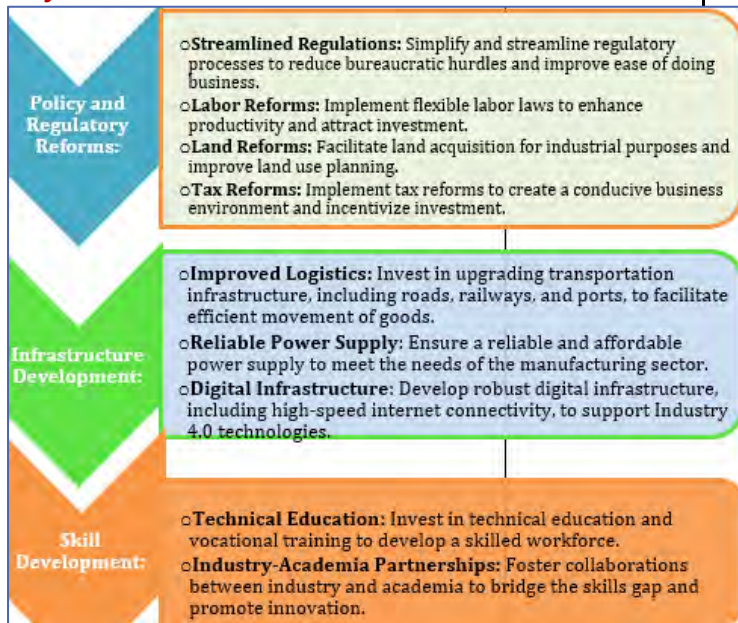 Policy and
Regulatory
Reforms:
oStreamlined Regulations: Simplify and streamline regulatory
processes to reduce bureaucratic hurdles and improve ease of doing
business.
oLabor Reforms: Implement flexible labor laws to enhance
productivity and attract investment.
oLand Reforms: Facilitate land acquisition for industrial purposes and
improve land use planning.
oTax Reforms: Implement tax reforms to create a conducive business
environment and incentivize investment.
Infrastructure
Development:
oImproved Logistics: Invest in upgrading transportation
infrastructure, including roads, railways, and ports, to facilitate
efficient movement of goods.
oReliable Power Supply: Ensure a reliable and affordable
power supply to meet the needs of the manufacturing sector.
oDigital Infrastructure: Develop robust digital infrastructure,
including high-speed internet connectivity, to support Industry
4.0 technologies.
Skill
Development:
oTechnical Education: Invest in technical education and
vocational training to develop a skilled workforce.
oIndustry-Academia Partnerships: Foster collaborations
between industry and academia to bridge the skills gap and
promote innovation.